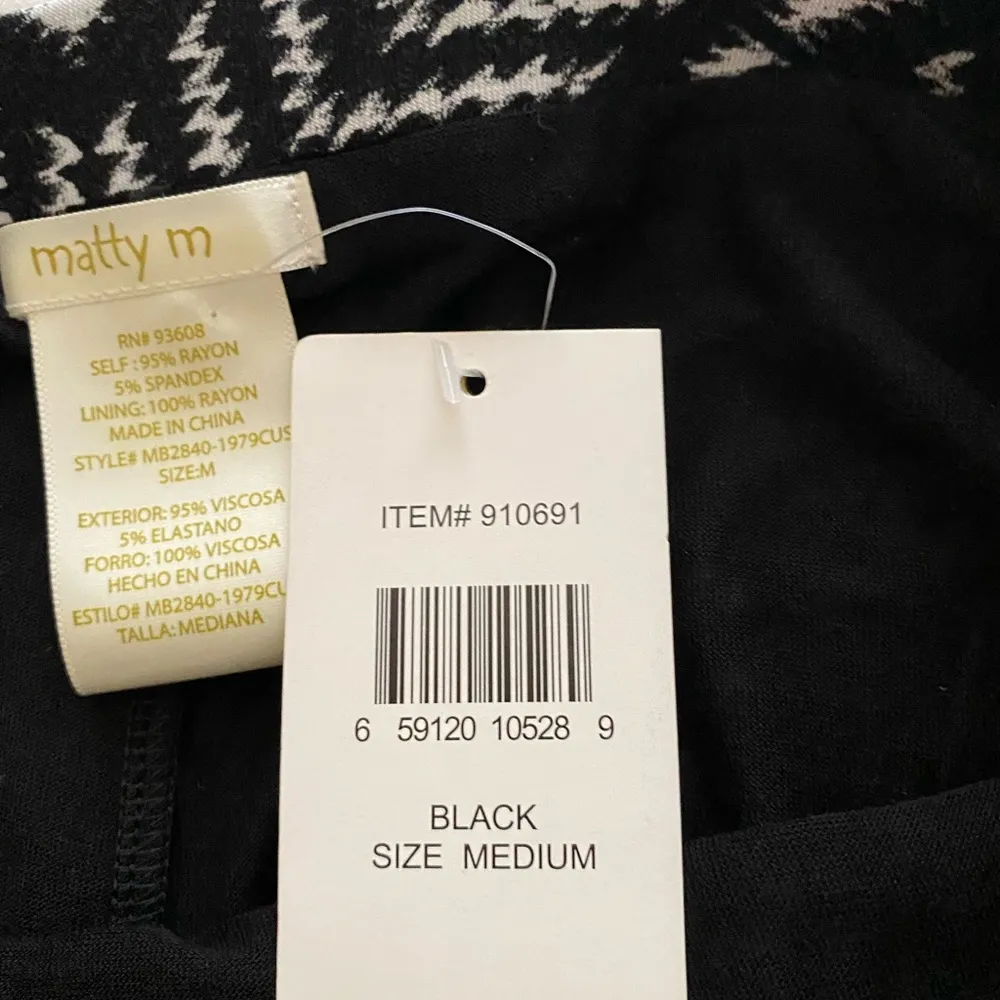 matty m
RN# 93608
SELF : 95% RAYON
5% SPANDEX
LINING: 100% RAYON
MADE IN CHINA
STYLE# MB2840-1979CUS
SIZE:M
EXTERIOR: 95% VISCOSA
5% ELASTANO
FORRO: 100% VISCOSA
HECHO EN CHINA
ESTILO# MB2840-1979CU
TALLA: MEDIANA
ITEM# 910691
6 59120 10528 9
BLACK
SIZE MEDIUM